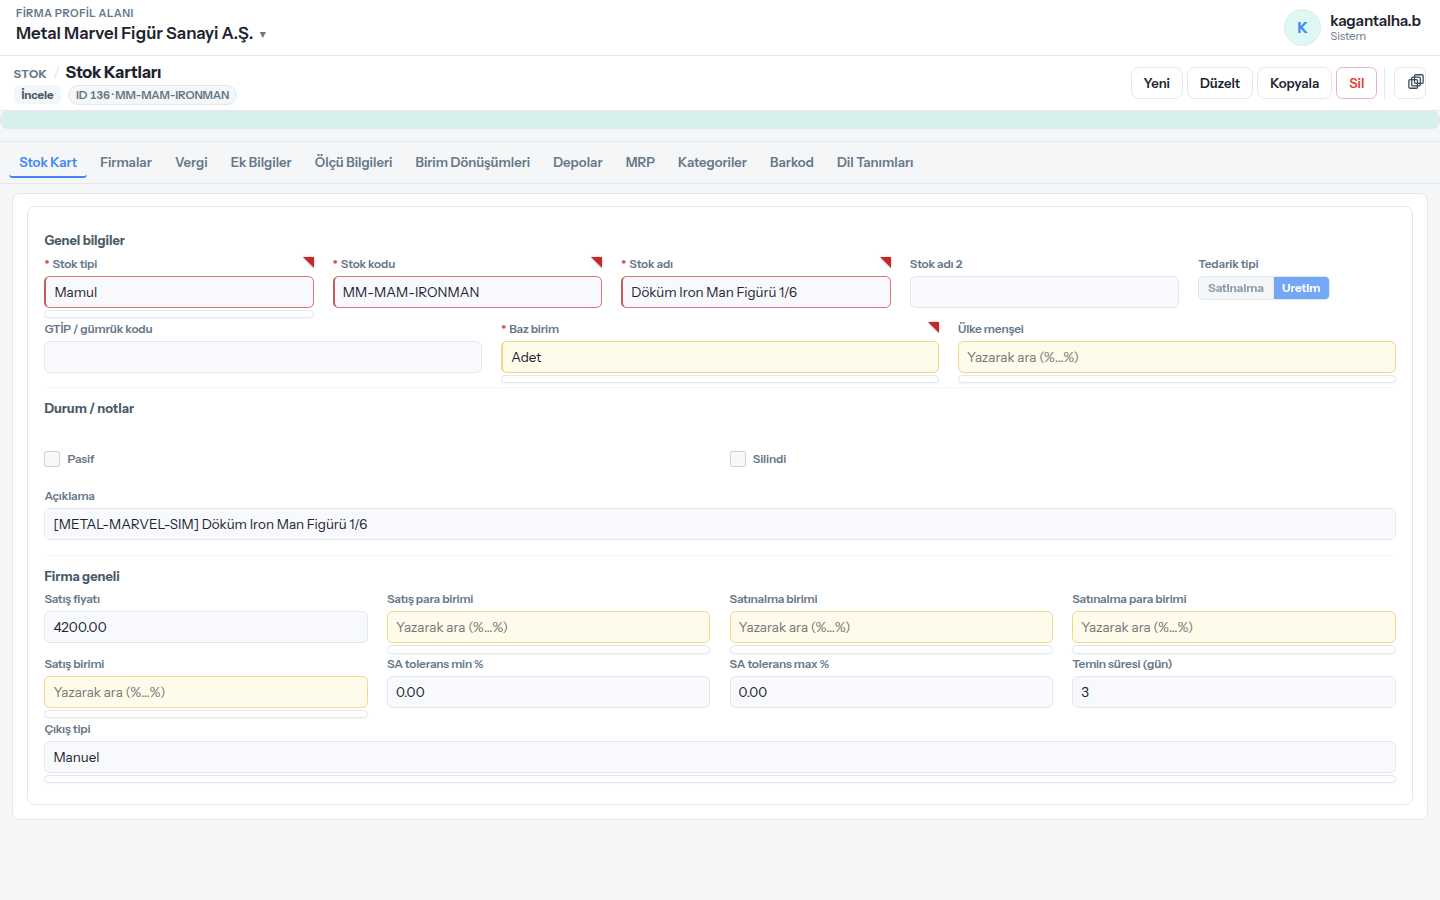 FİRMA PROFİL ALANI
Metal Marvel Figür Sanayi A.Ş. ▾
K
kagantalha.b
Sistem
STOK / Stok Kartları
İncele
ID 136·MM-MAM-IRONMAN
Yeni
Düzelt
Kopyala
Sil
Stok Kart
Firmalar
Vergi
Ek Bilgiler
Ölçü Bilgileri
Birim Dönüşümleri
Depolar
MRP
Kategoriler
Barkod
Dil Tanımları
Genel bilgiler
* Stok tipi
* Stok kodu
* Stok adı
Stok adı 2
Tedarik tipi
Mamul
MM-MAM-IRONMAN
Döküm Iron Man Figürü 1/6
Satınalma
Uretim
GTİP / gümrük kodu
* Baz birim
Ülke menşei
Adet
Yazarak ara (%...%)
Durum / notlar
Pasif
Silindi
Açıklama
[METAL-MARVEL-SIM] Döküm Iron Man Figürü 1/6
Firma geneli
Satış fiyatı
Satış para birimi
Satınalma birimi
Satınalma para birimi
4200.00
Yazarak ara (%...%)
Yazarak ara (%...%)
Yazarak ara (%...%)
Satış birimi
SA tolerans min %
SA tolerans max %
Temin süresi (gün)
Yazarak ara (%...%)
0.00
0.00
3
Çıkış tipi
Manuel